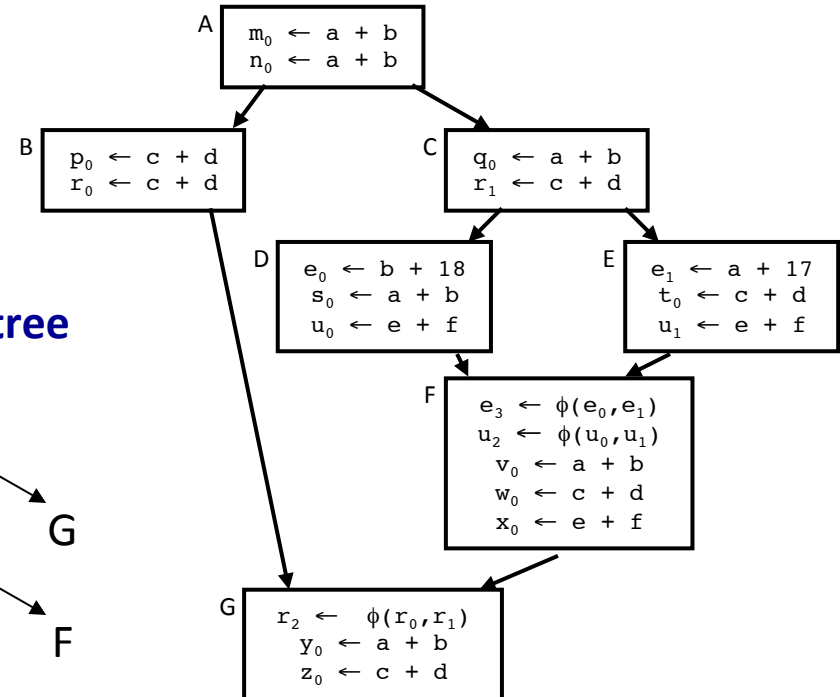 A
m₀ ← a + b
n₀ ← a + b
B
p₀ ← c + d
r₀ ← c + d
C
q₀ ← a + b
r₁ ← c + d
D
e₀ ← b + 18
s₀ ← a + b
u₀ ← e + f
E
e₁ ← a + 17
t₀ ← c + d
u₁ ← e + f
tree
F
e₃ ← ϕ(e₀,e₁)
u₂ ← ϕ(u₀,u₁)
v₀ ← a + b
w₀ ← c + d
x₀ ← e + f
G
F
G
r₂ ← ϕ(r₀,r₁)
y₀ ← a + b
z₀ ← c + d